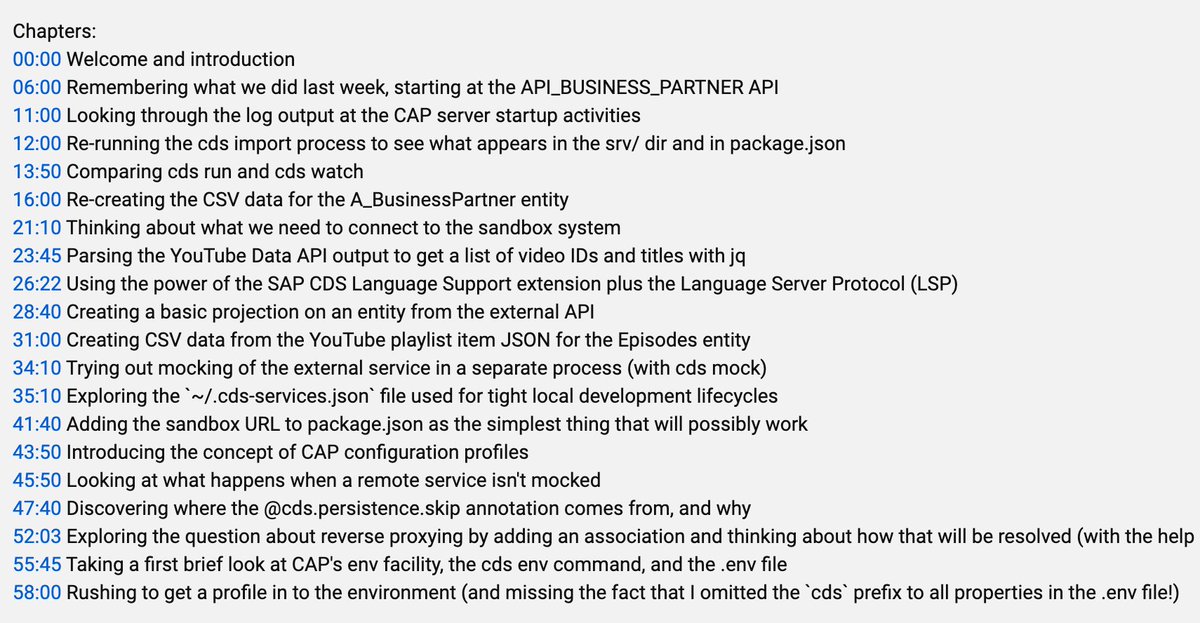 Chapters:
00:00 Welcome and introduction
06:00 Remembering what we did last week, starting at the API_BUSINESS_PARTNER API
11:00 Looking through the log output at the CAP server startup activities
12:00 Re-running the cds import process to see what appears in the srv/ dir and in package.json
13:50 Comparing cds run and cds watch
16:00 Re-creating the CSV data for the A_BusinessPartner entity
21:10 Thinking about what we need to connect to the sandbox system
23:45 Parsing the YouTube Data API output to get a list of video IDs and titles with jq
26:22 Using the power of the SAP CDS Language Support extension plus the Language Server Protocol (LSP)
28:40 Creating a basic projection on an entity from the external API
31:00 Creating CSV data from the YouTube playlist item JSON for the Episodes entity
34:10 Trying out mocking of the external service in a separate process (with cds mock)
35:10 Exploring the `~/.cds-services.json` file used for tight local development lifecycles
41:40 Adding the sandbox URL to package.json as the simplest thing that will possibly work
43:50 Introducing the concept of CAP configuration profiles
45:50 Looking at what happens when a remote service isn't mocked
47:40 Discovering where the @cds.persistence.skip annotation comes from, and why
52:03 Exploring the question about reverse proxying by adding an association and thinking about how that will be resolved (with the help
55:45 Taking a first brief look at CAP's env facility, the cds env command, and the .env file
58:00 Rushing to get a profile in to the environment (and missing the fact that I omitted the `cds` prefix to all properties in the .env file!)